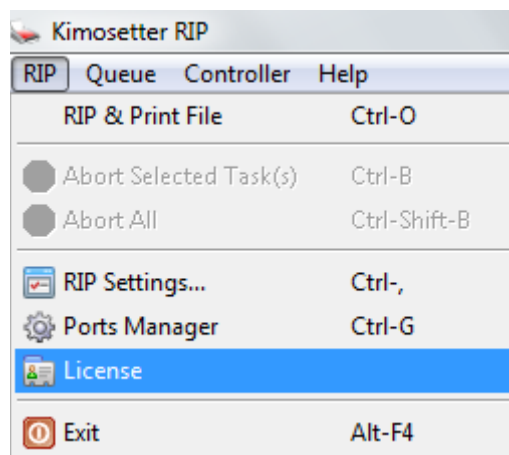 Kimosetter RIP
RIP Queue Controller Help
RIP & Print File Ctrl-O
Abort Selected Task(s) Ctrl-B
Abort All Ctrl-Shift-B
RIP Settings... Ctrl-,
Ports Manager Ctrl-G
License
Exit Alt-F4